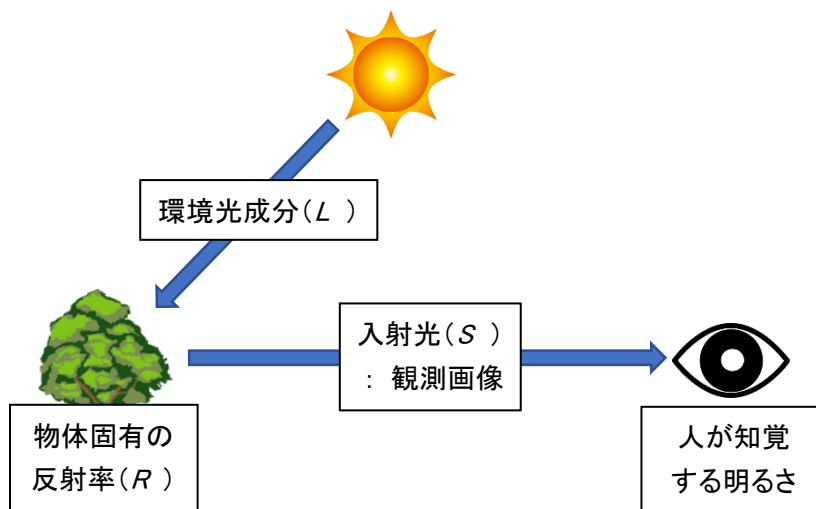 環境光成分(L )
入射光(S )
: 観測画像
物体固有の
反射率(R )
人が知覚
する明るさ